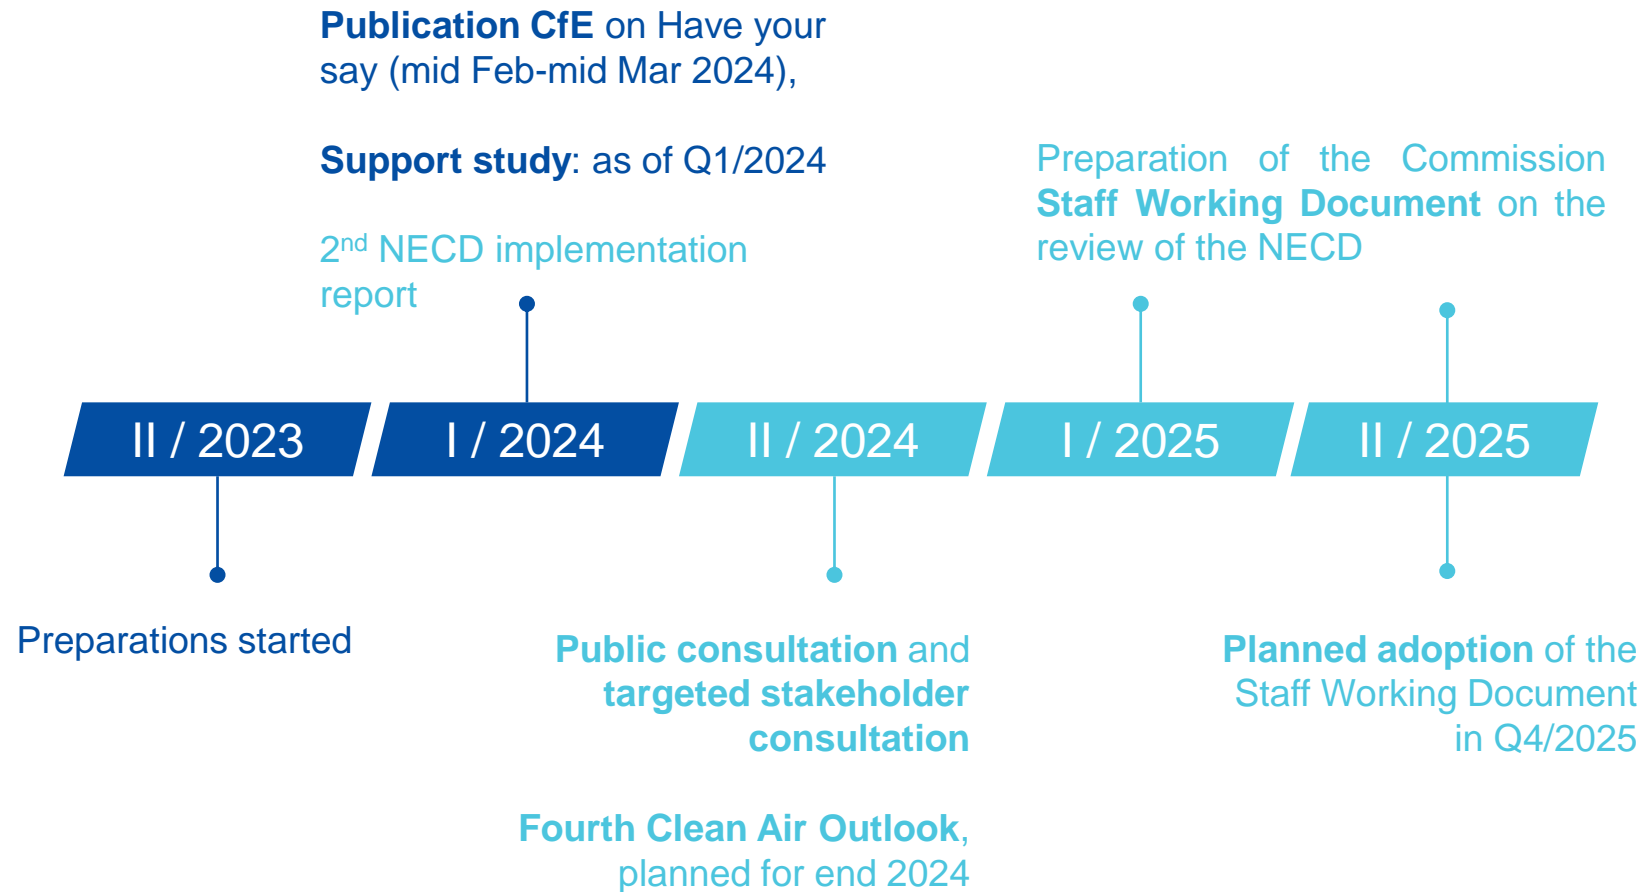 Publication CfE on Have your
say (mid Feb-mid Mar 2024),
Support study: as of Q1/2024
2nd NECD implementation
report
Preparation of the Commission
Staff Working Document on the
review of the NECD
II / 2023
I / 2024
II / 2024
I / 2025
II / 2025
Preparations started
Public consultation and
targeted stakeholder
consultation
Fourth Clean Air Outlook,
planned for end 2024
Planned adoption of the
Staff Working Document
in Q4/2025